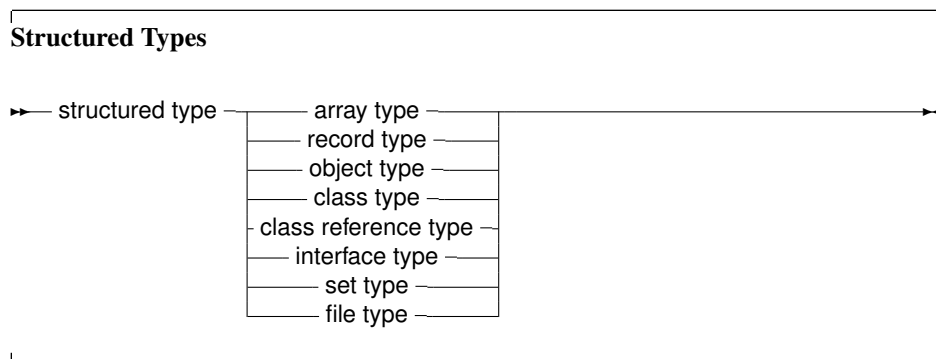 Structured Types
structured type array type
record type
object type
class type
class reference type
interface type
set type
file type